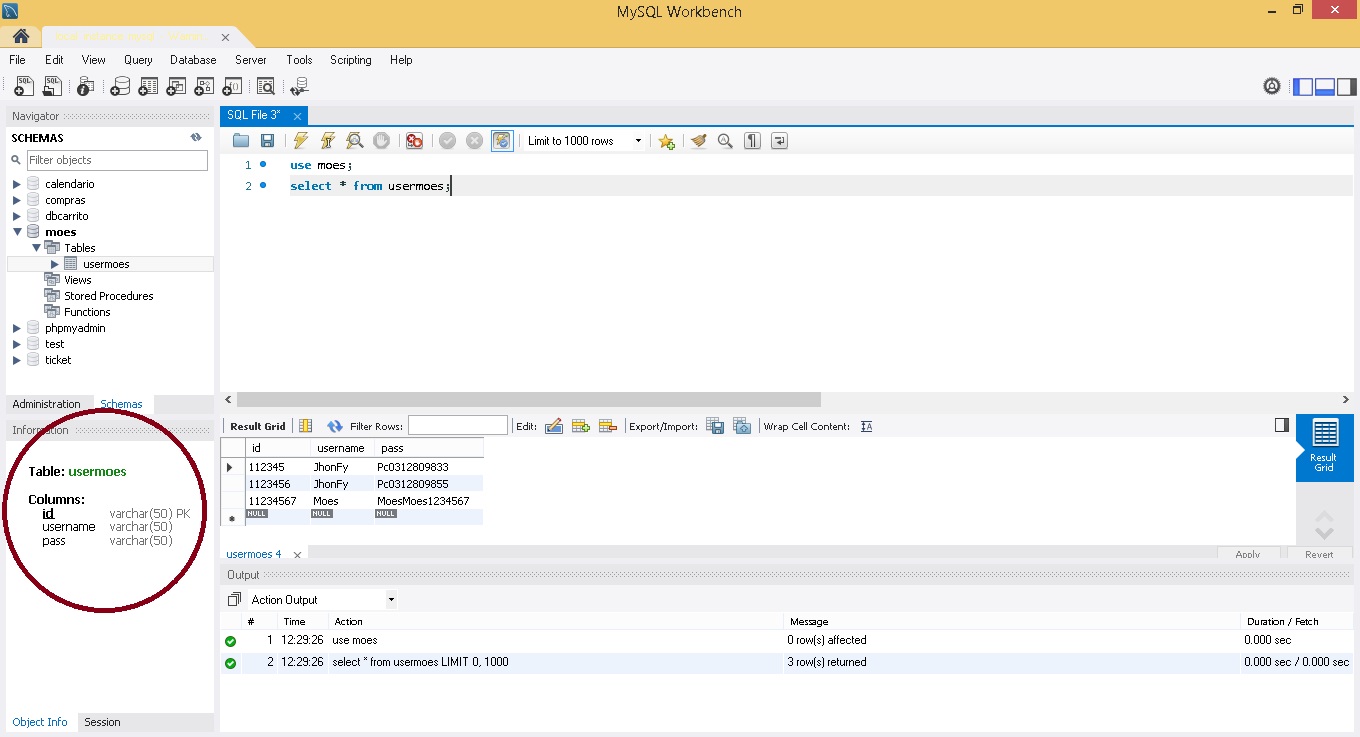 MySQL Workbench
File Edit View Query Database Server Tools Scripting Help
Navigator
SCHEMAS
Filter objects
calendario
compras
dbcarrito
moes
Tables
usermoes
Views
Stored Procedures
Functions
phpmyadmin
test
ticket
Administration Schemas
Information
Table: usermoes
Columns:
id varchar(50) PK
username varchar(50)
pass varchar(50)
Object Info Session
SQL File 3*
Limit to 1000 rows
1 use moes;
2 select * from usermoes;
Result Grid Filter Rows: Edit: Export/Import: Wrap Cell Content:
id username pass
112345 JhonFy Pc0312809833
1123456 JhonFy Pc0312809855
11234567 Moes MoesMoes1234567
NULL NULL NULL
Result
Grid
usermoes 4
Apply Revert
Output
Action Output
# Time Action Message Duration / Fetch
1 12:29:26 use moes 0 row(s) affected 0.000 sec
2 12:29:26 select * from usermoes LIMIT 0, 1000 3 row(s) returned 0.000 sec / 0.000 sec